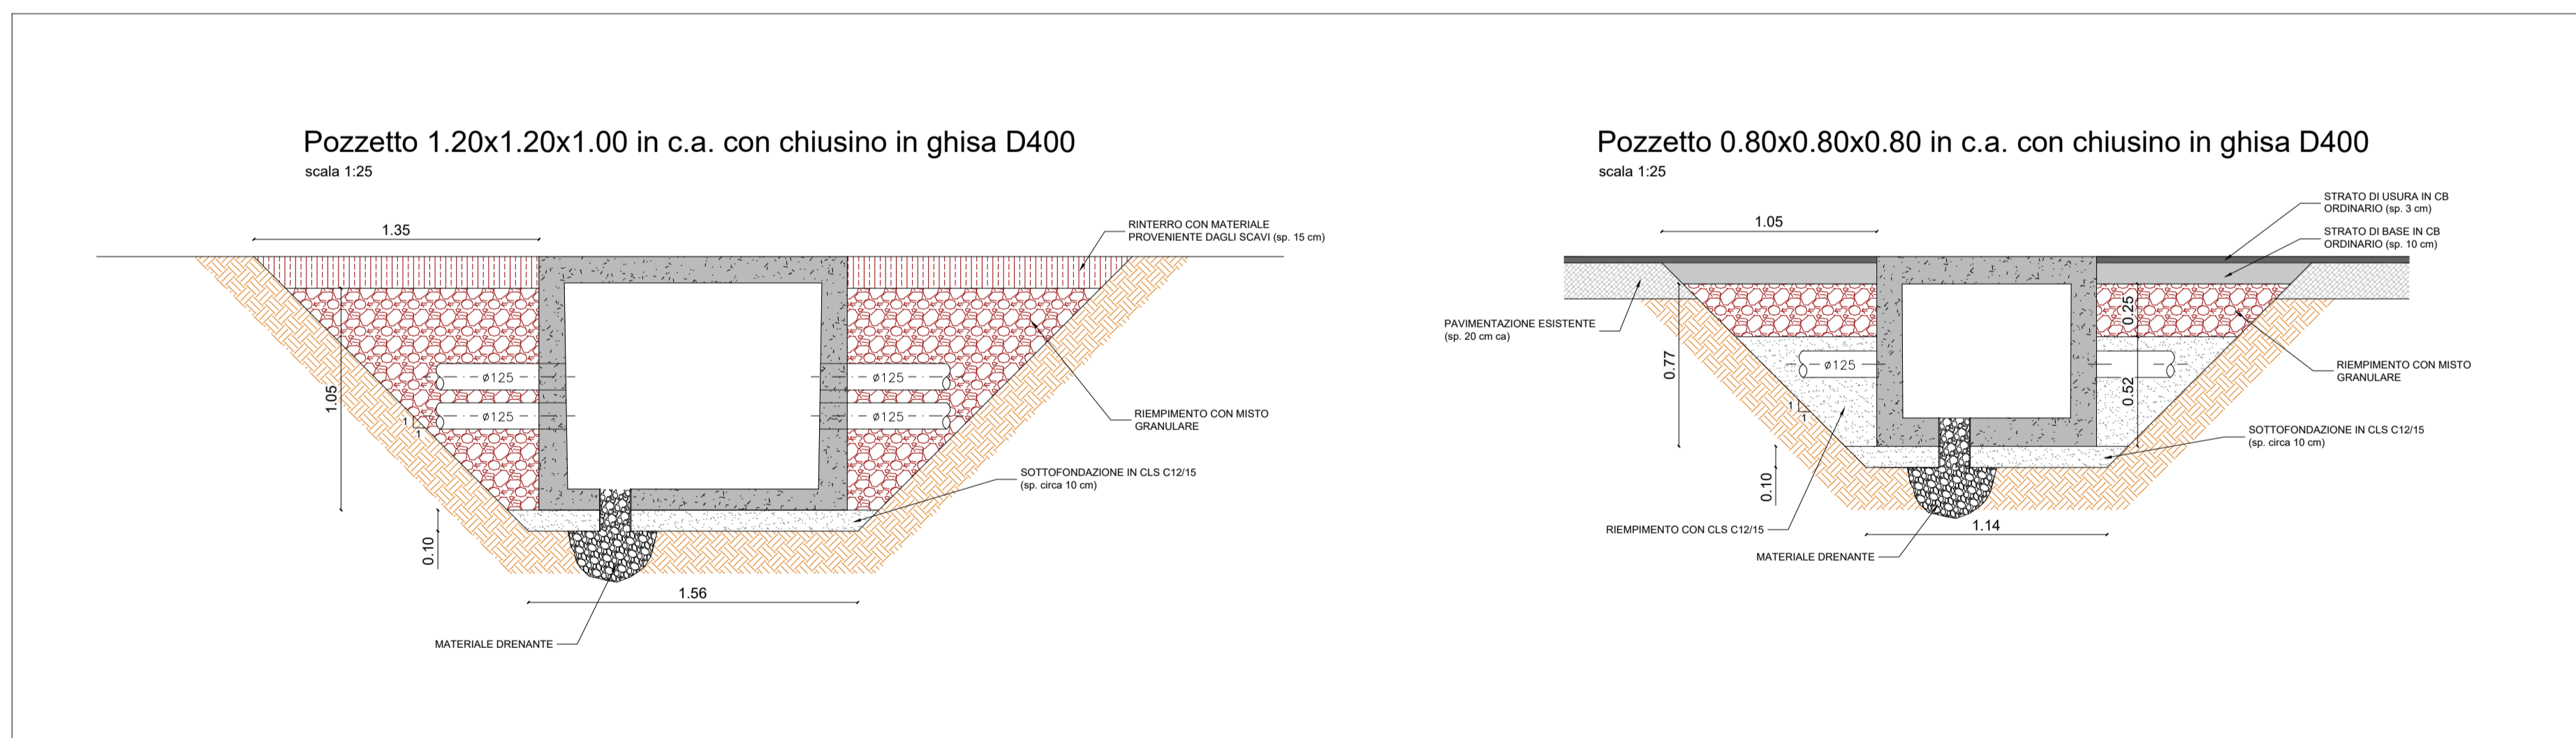 Pozzetto 1.20x1.20x1.00 in c.a. con chiusino in ghisa D400
scala 1:25
1.35
RINTERRO CON MATERIALE
PROVENIENTE DAGLI SCAVI (sp. 15 cm)
1.05
ø125
ø125
ø125
ø125
1
1
RIEMPIMENTO CON MISTO
GRANULARE
SOTTOFONDAZIONE IN CLS C12/15
(sp. circa 10 cm)
0.10
1.56
MATERIALE DRENANTE
Pozzetto 0.80x0.80x0.80 in c.a. con chiusino in ghisa D400
scala 1:25
1.05
STRATO DI USURA IN CB
ORDINARIO (sp. 3 cm)
STRATO DI BASE IN CB
ORDINARIO (sp. 10 cm)
PAVIMENTAZIONE ESISTENTE
(sp. 20 cm ca)
0.77
0.25
ø125
0.52
1
1
RIEMPIMENTO CON MISTO
GRANULARE
SOTTOFONDAZIONE IN CLS C12/15
(sp. circa 10 cm)
0.10
RIEMPIMENTO CON CLS C12/15
1.14
MATERIALE DRENANTE